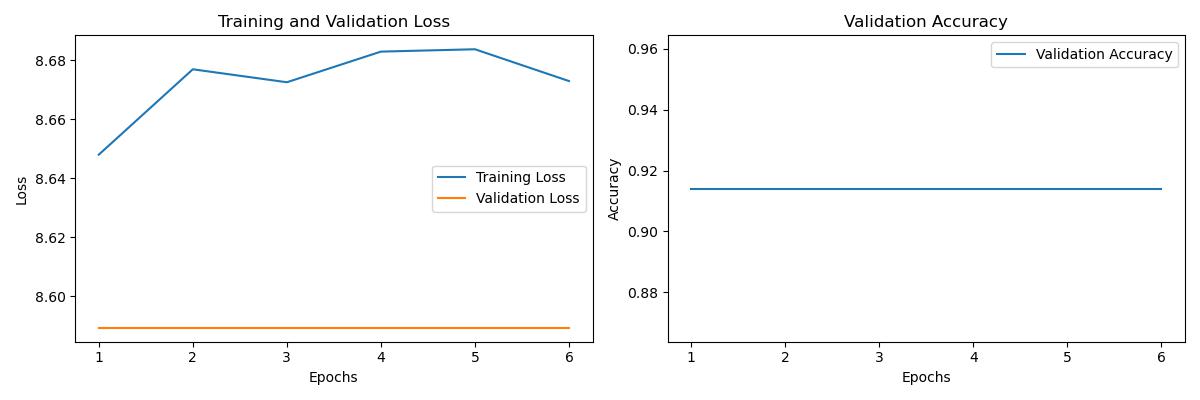 Training and Validation Loss
8.68
8.66
8.64
8.62
8.60
Loss
Training Loss
Validation Loss
1 2 3 4 5 6
Epochs
Validation Accuracy
0.96
0.94
0.92
0.90
0.88
Accuracy
Validation Accuracy
1 2 3 4 5 6
Epochs